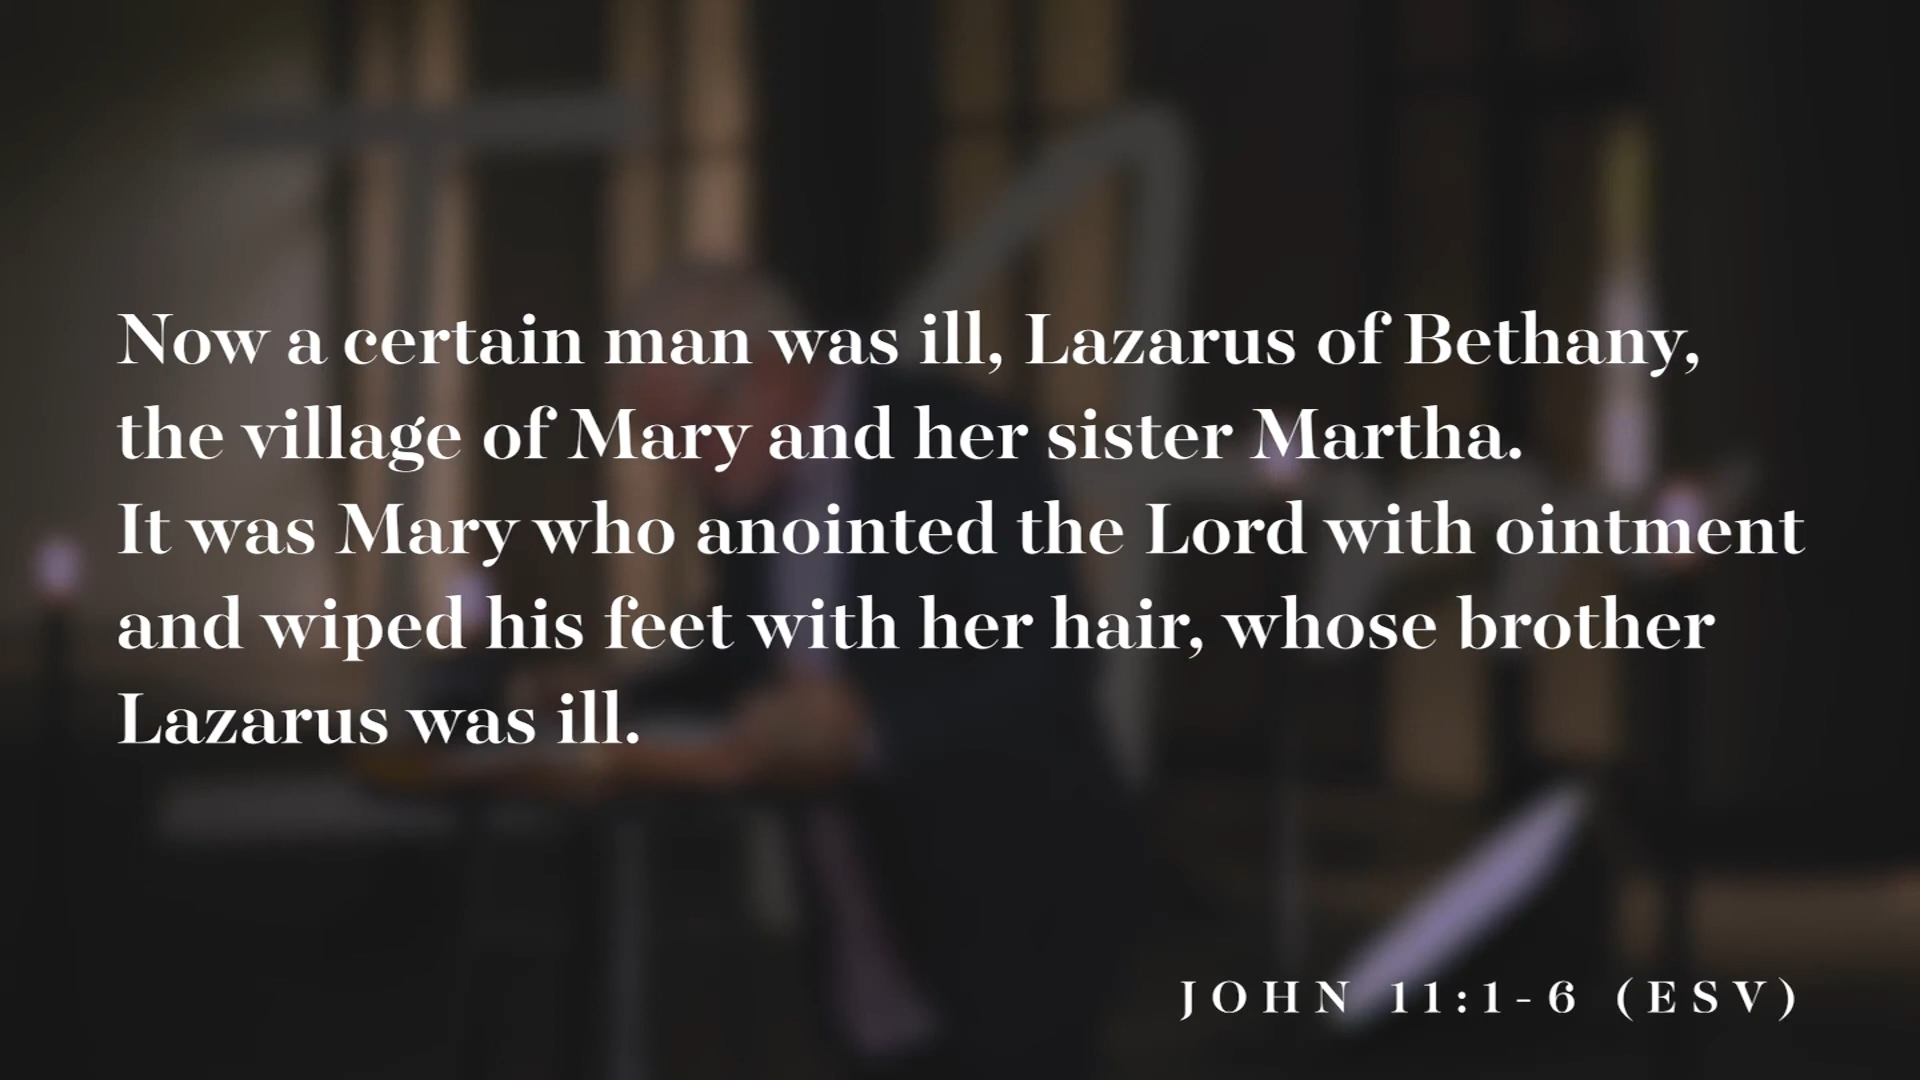 Now a certain man was ill, Lazarus of Bethany,
the village of Mary and her sister Martha.
It was Mary who anointed the Lord with ointment
and wiped his feet with her hair, whose brother
Lazarus was ill.
JOHN 11:1-6 (ESV)